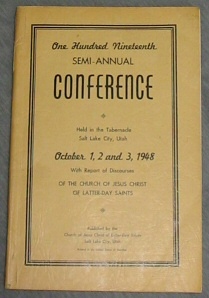 One Hundred Nineteenth
SEMI-ANNUAL
CONFERENCE
Held in the Tabernacle
Salt Lake City, Utah
October 1, 2 and 3, 1948
With Report of Discourses
OF THE CHURCH OF JESUS CHRIST
OF LATTER-DAY SAINTS
Published by the
Church of Jesus Christ of Latter-day Saints
Salt Lake City, Utah